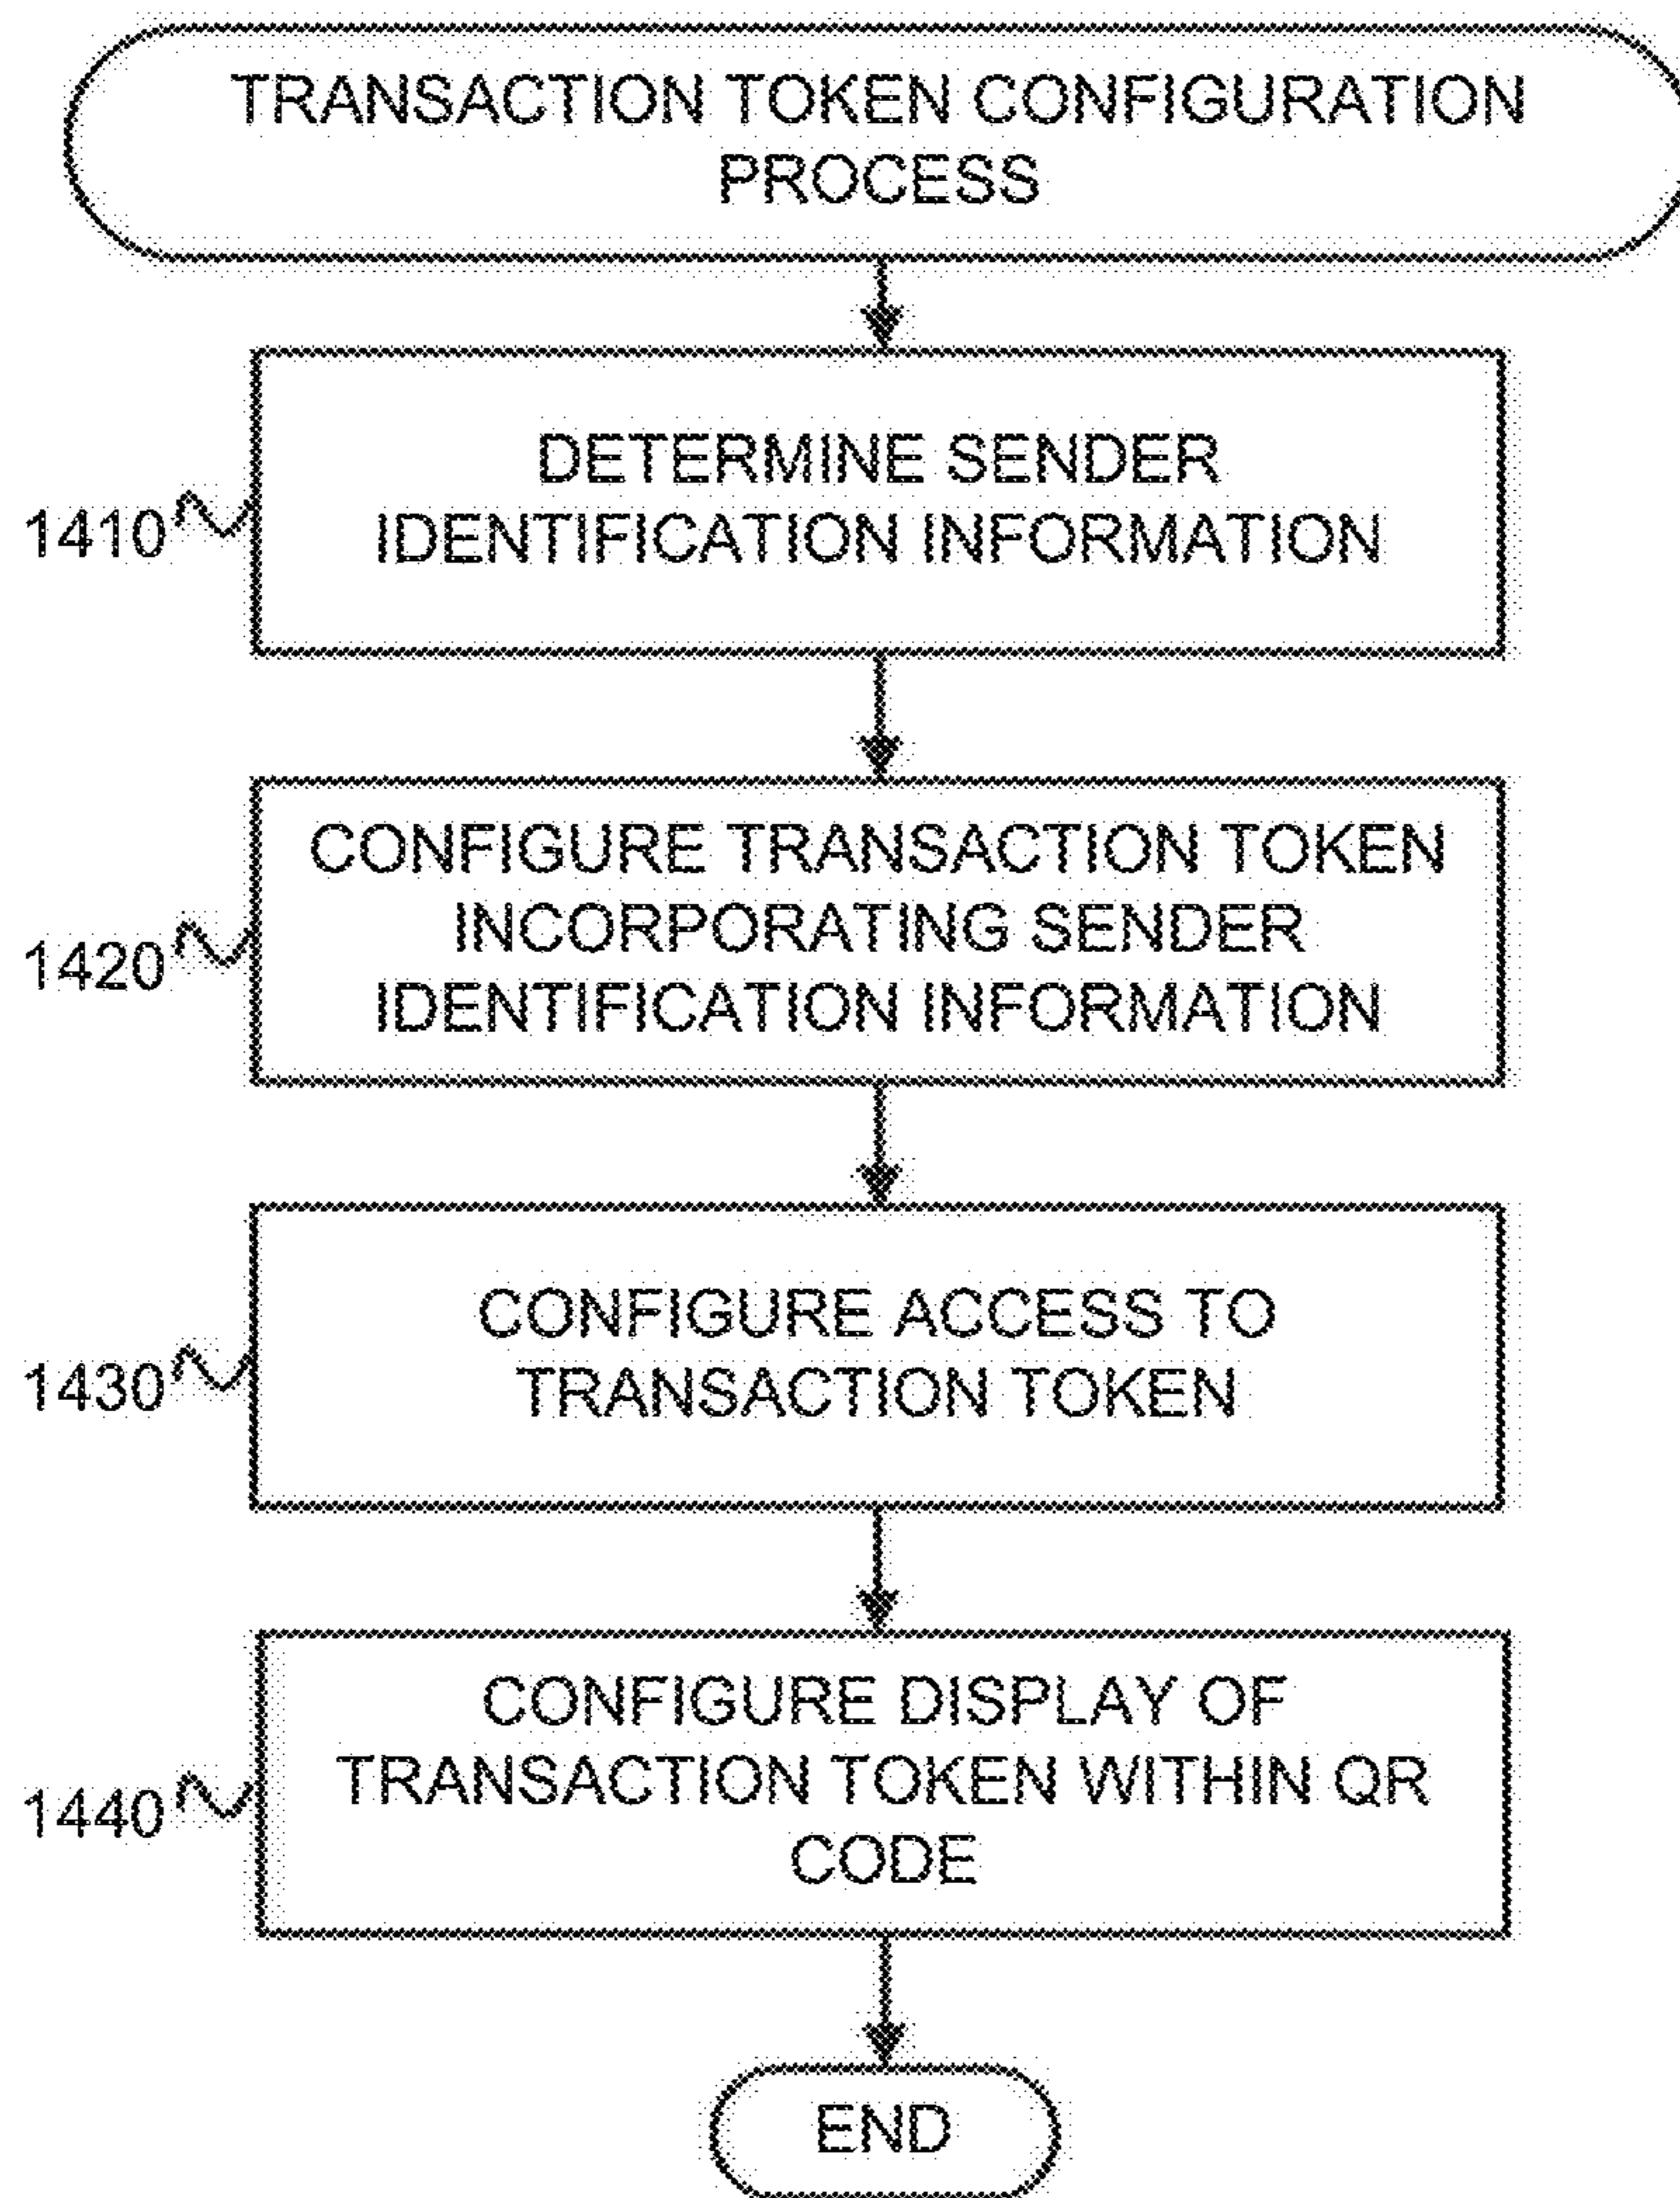 TRANSACTION TOKEN CONFIGURATION
PROCESS
DETERMINE SENDER
IDENTIFICATION INFORMATION
1410
CONFIGURE TRANSACTION TOKEN
INCORPORATING SENDER
IDENTIFICATION INFORMATION
1420
CONFIGURE ACCESS TO
TRANSACTION TOKEN
1430
CONFIGURE DISPLAY OF
TRANSACTION TOKEN WITHIN QR
CODE
1440
END